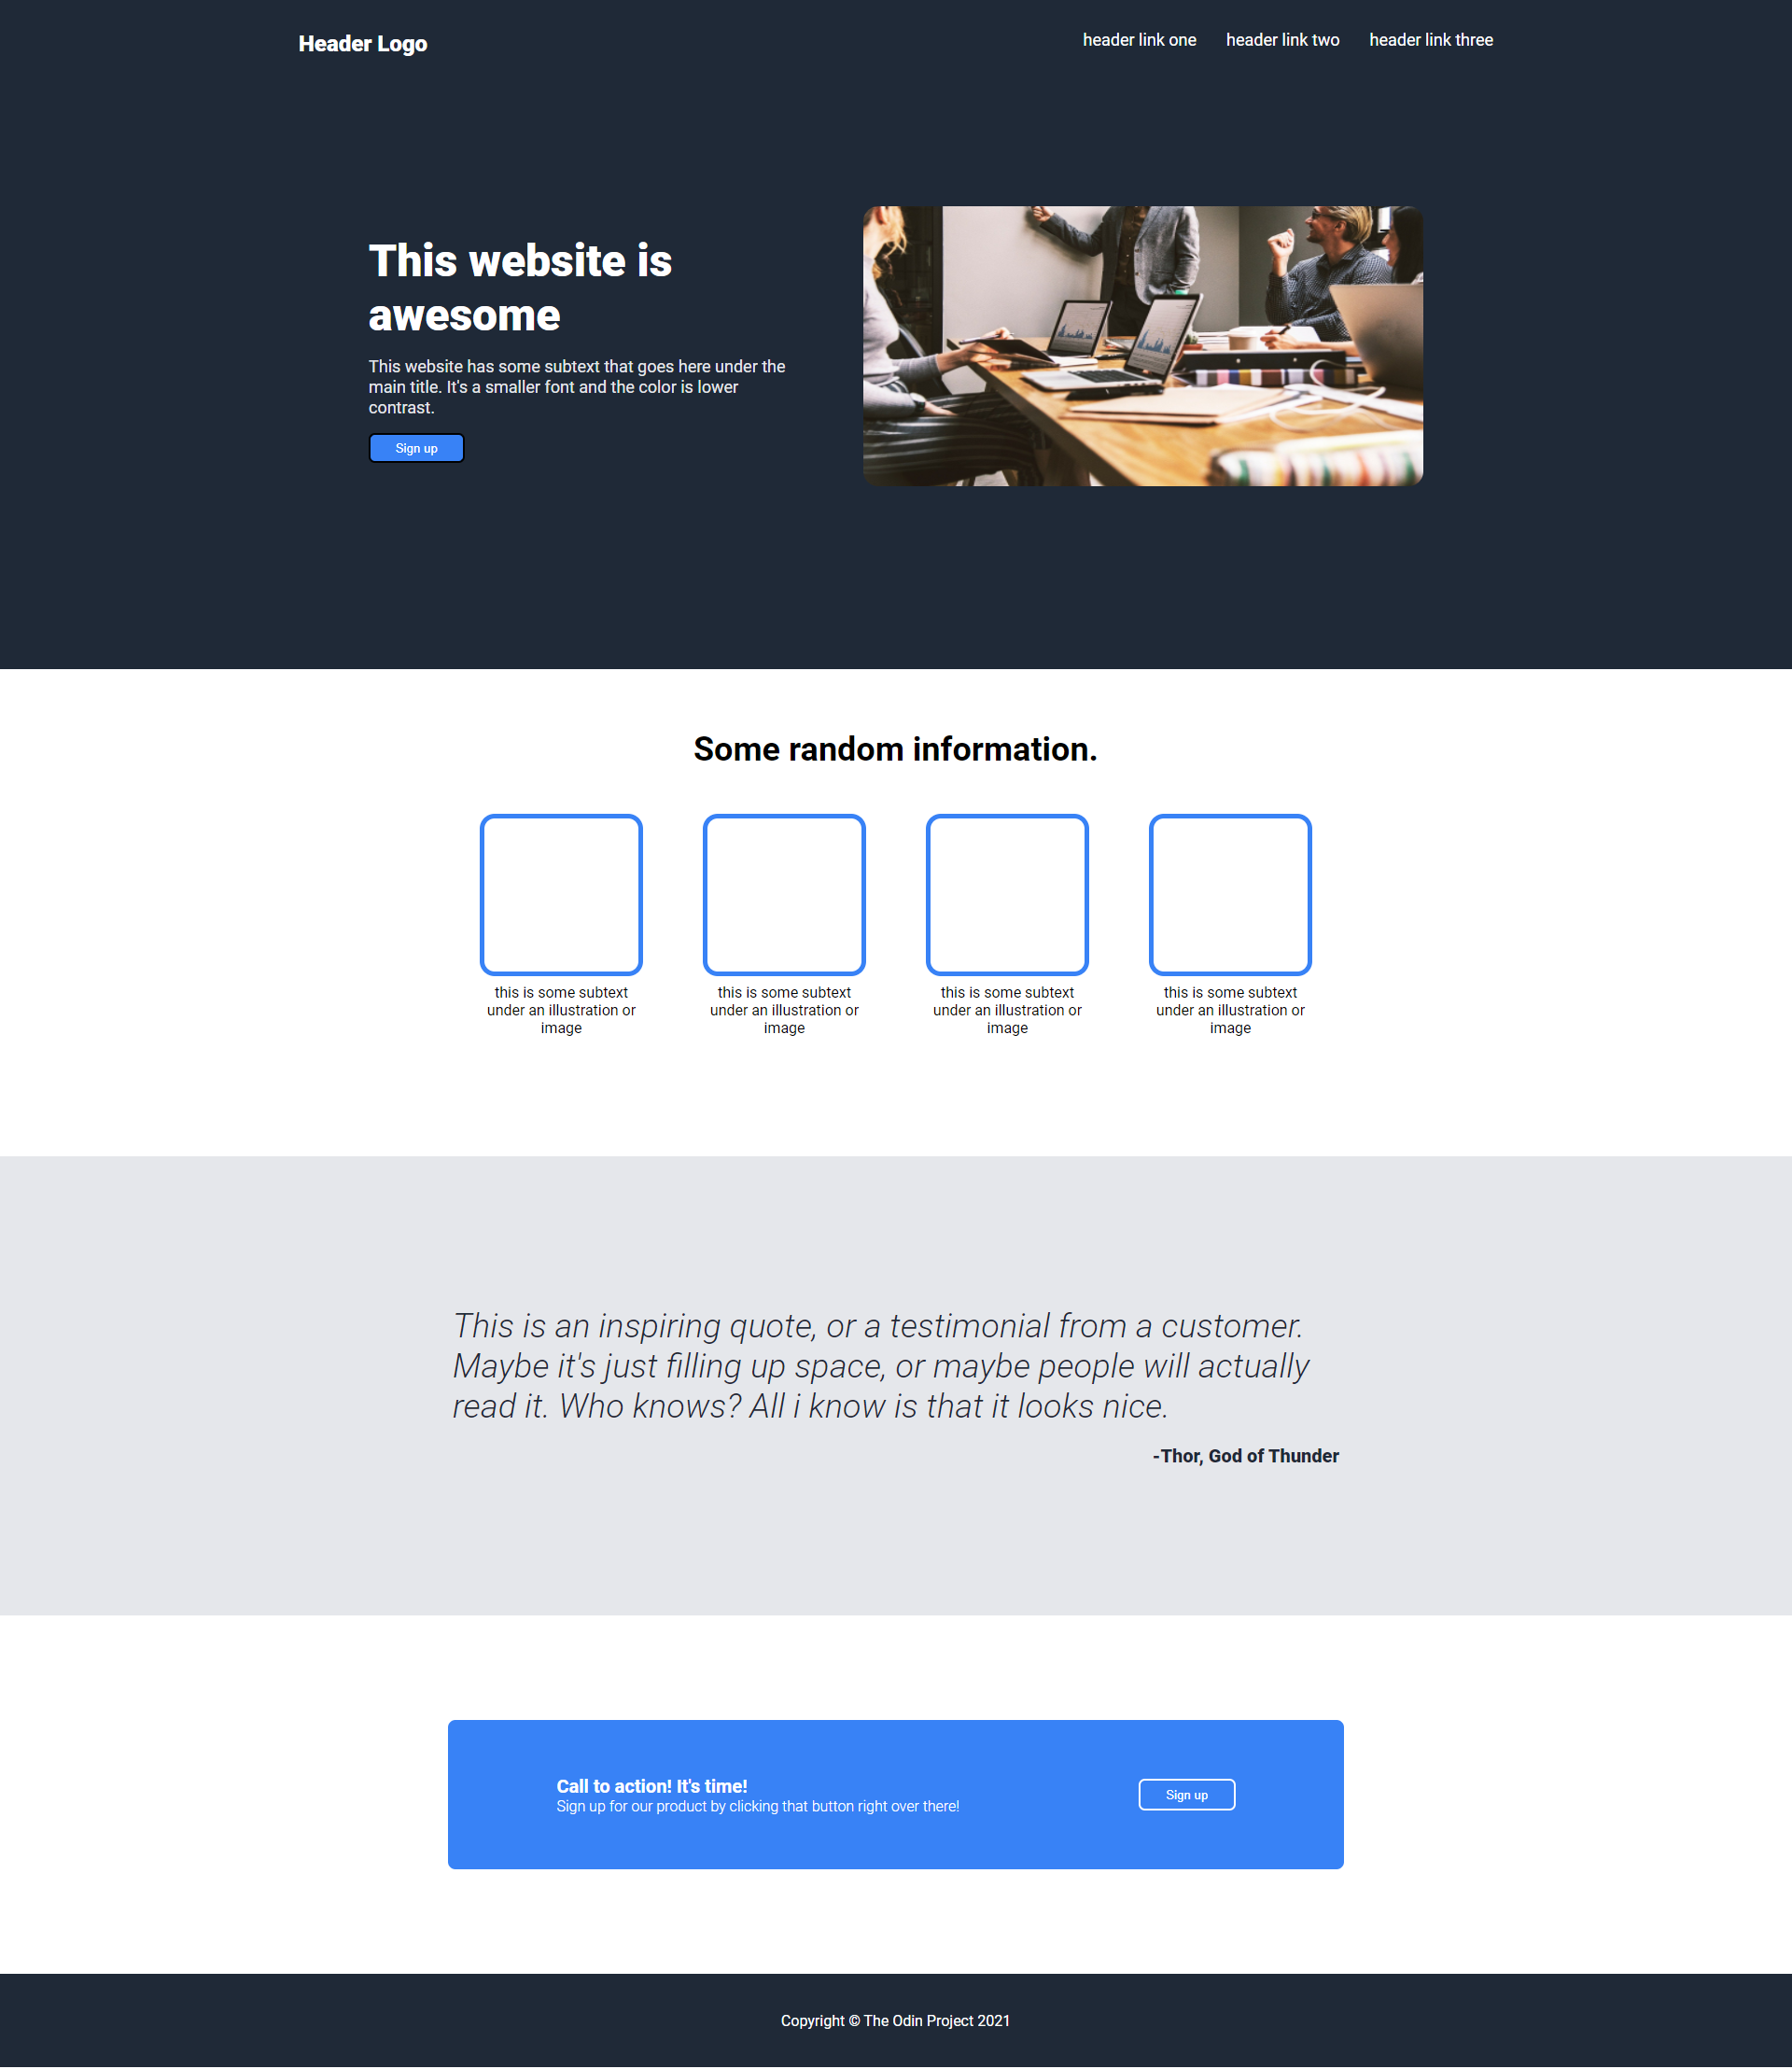 Header Logo
header link one
header link two
header link three
This website is
awesome
This website has some subtext that goes here under the
main title. It's a smaller font and the color is lower
contrast.
Sign up
Some random information.
this is some subtext
under an illustration or
image
this is some subtext
under an illustration or
image
this is some subtext
under an illustration or
image
this is some subtext
under an illustration or
image
This is an inspiring quote, or a testimonial from a customer.
Maybe it's just filling up space, or maybe people will actually
read it. Who knows? All i know is that it looks nice.
-Thor, God of Thunder
Call to action! It's time!
Sign up for our product by clicking that button right over there!
Sign up
Copyright © The Odin Project 2021